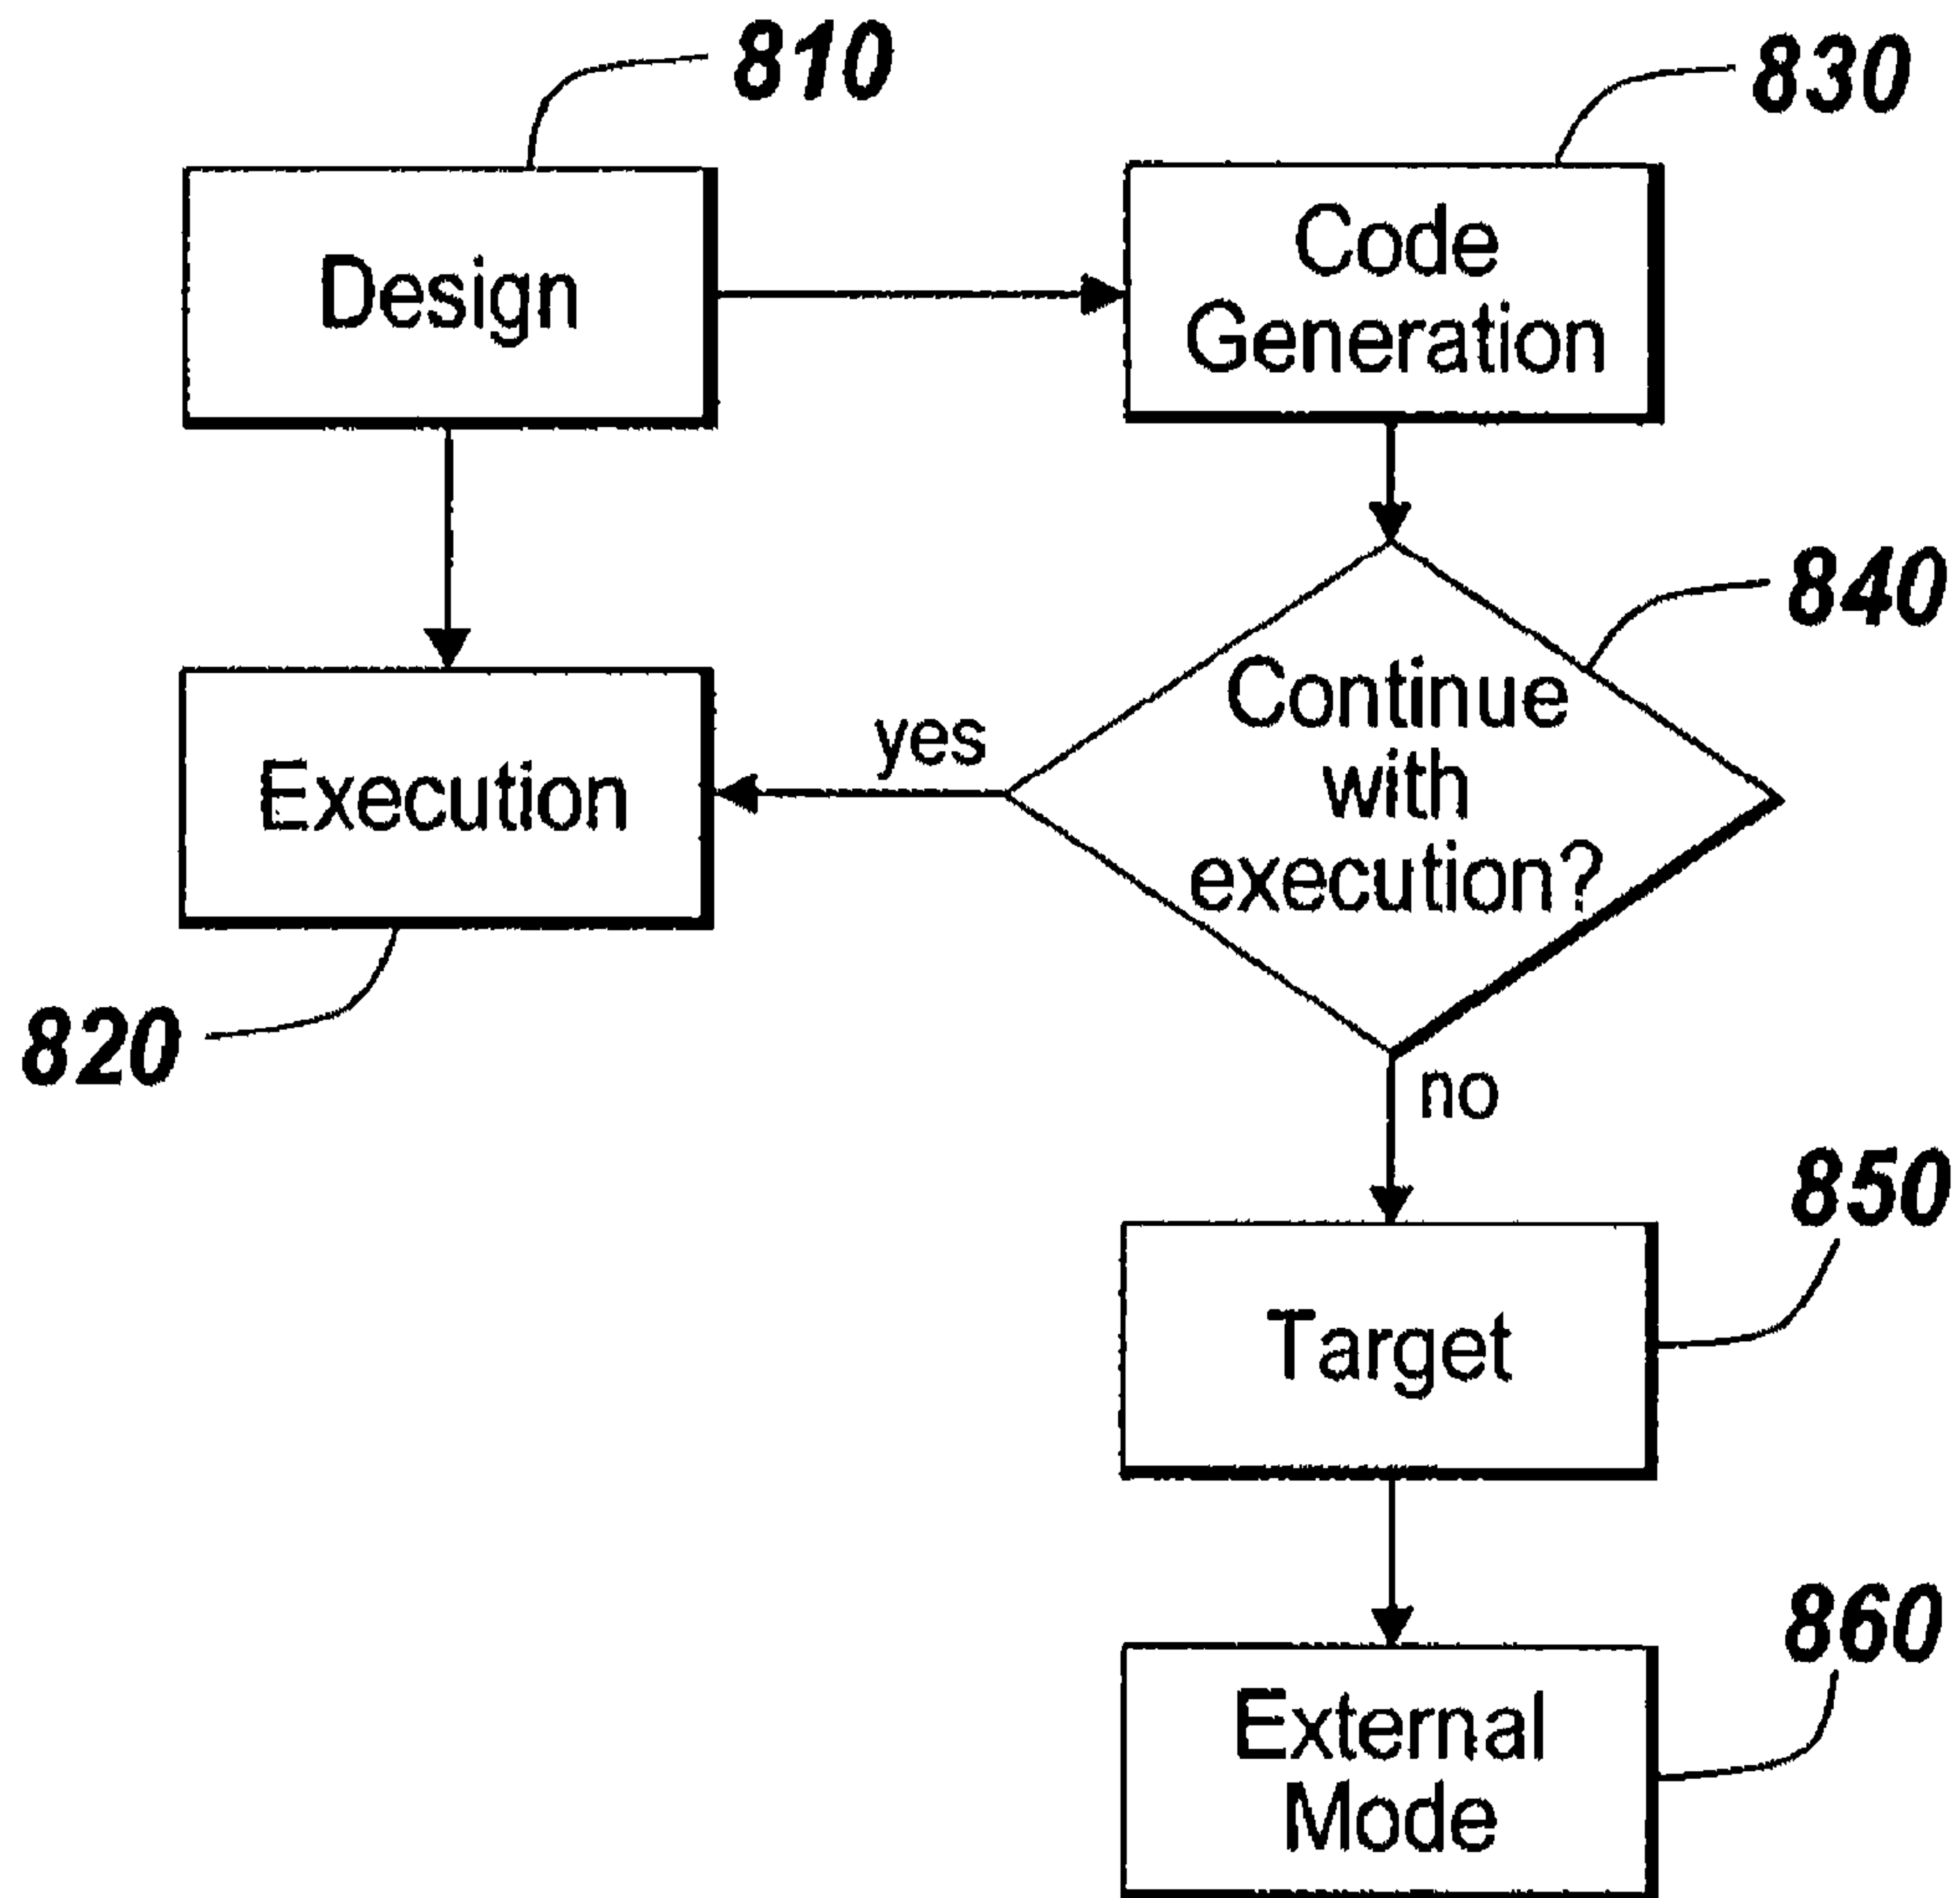 810
830
Design
Code
Generation
840
Continue
with
execution?
yes
Execution
820
no
850
Target
860
External
Mode